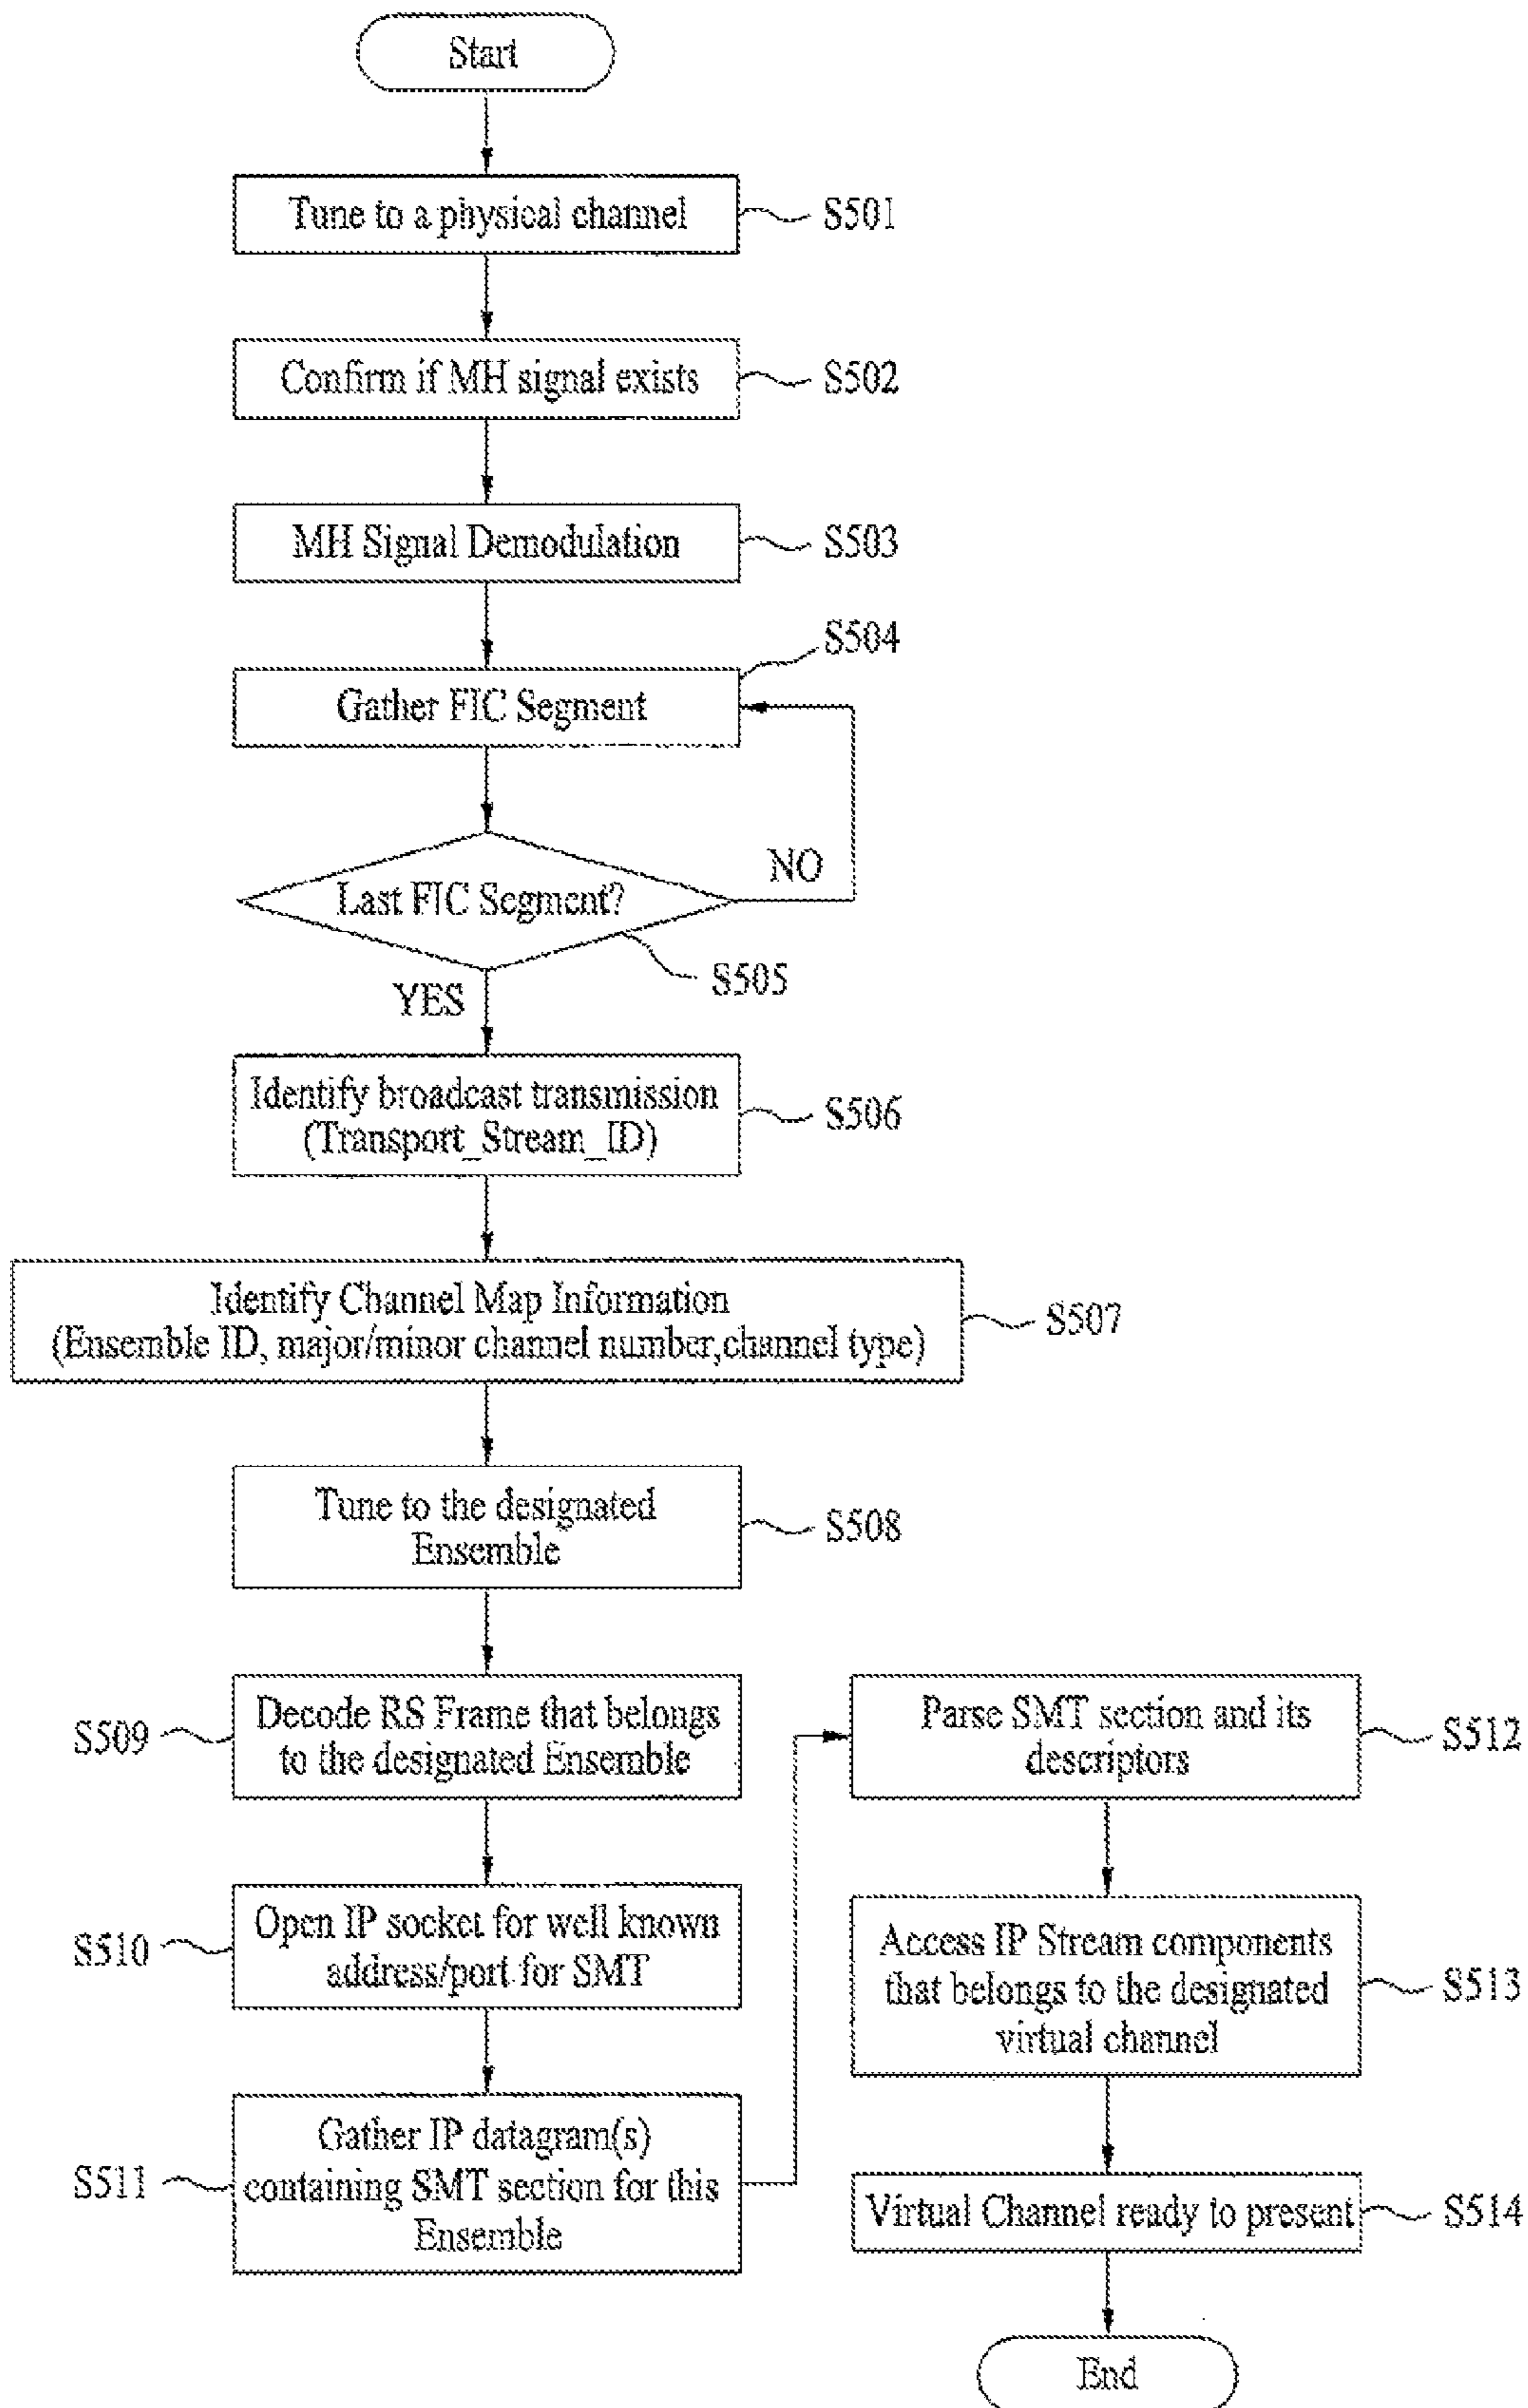 Start
Tune to a physical channel
S501
Confirm if MH signal exists
S502
MH Signal Demodulation
S503
S504
Gather FIC Segment
NO
Last FIC Segment?
S505
YES
Identify broadcast transmission
(Transport_Stream_ID)
S506
Identify Channel Map Information
(Ensemble ID, major/minor channel number,channel type)
S507
Tune to the designated
Ensemble
S508
S509
Decode RS Frame that belongs
to the designated Ensemble
S510
Open IP socket for well known
address/port for SMT
S511
Gather IP datagram(s)
containing SMT section for this
Ensemble
Parse SMT section and its
descriptors
S512
Access IP Stream components
that belongs to the designated
virtual channel
S513
Virtual Channel ready to present
S514
End